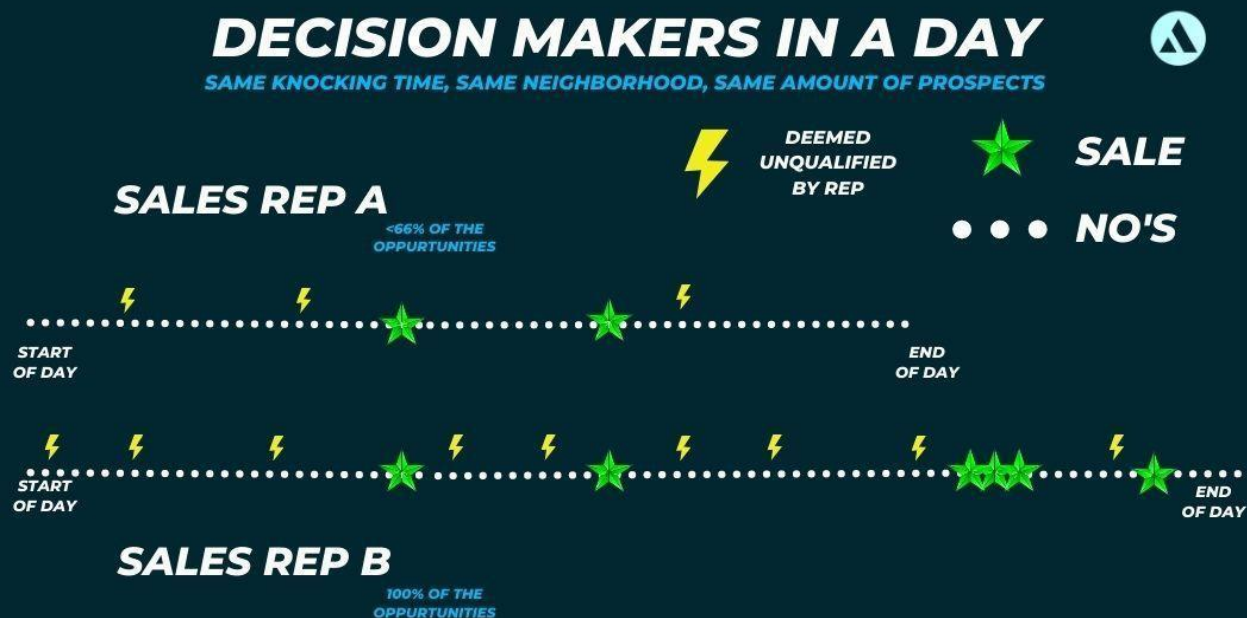 DECISION MAKERS IN A DAY
SAME KNOCKING TIME, SAME NEIGHBORHOOD, SAME AMOUNT OF PROSPECTS
DEEMED
UNQUALIFIED
BY REP
SALE
NO'S
SALES REP A
<66% OF THE
OPPURTUNITIES
START
OF DAY
END
OF DAY
START
OF DAY
END
OF DAY
SALES REP B
100% OF THE
OPPURTUNITIES